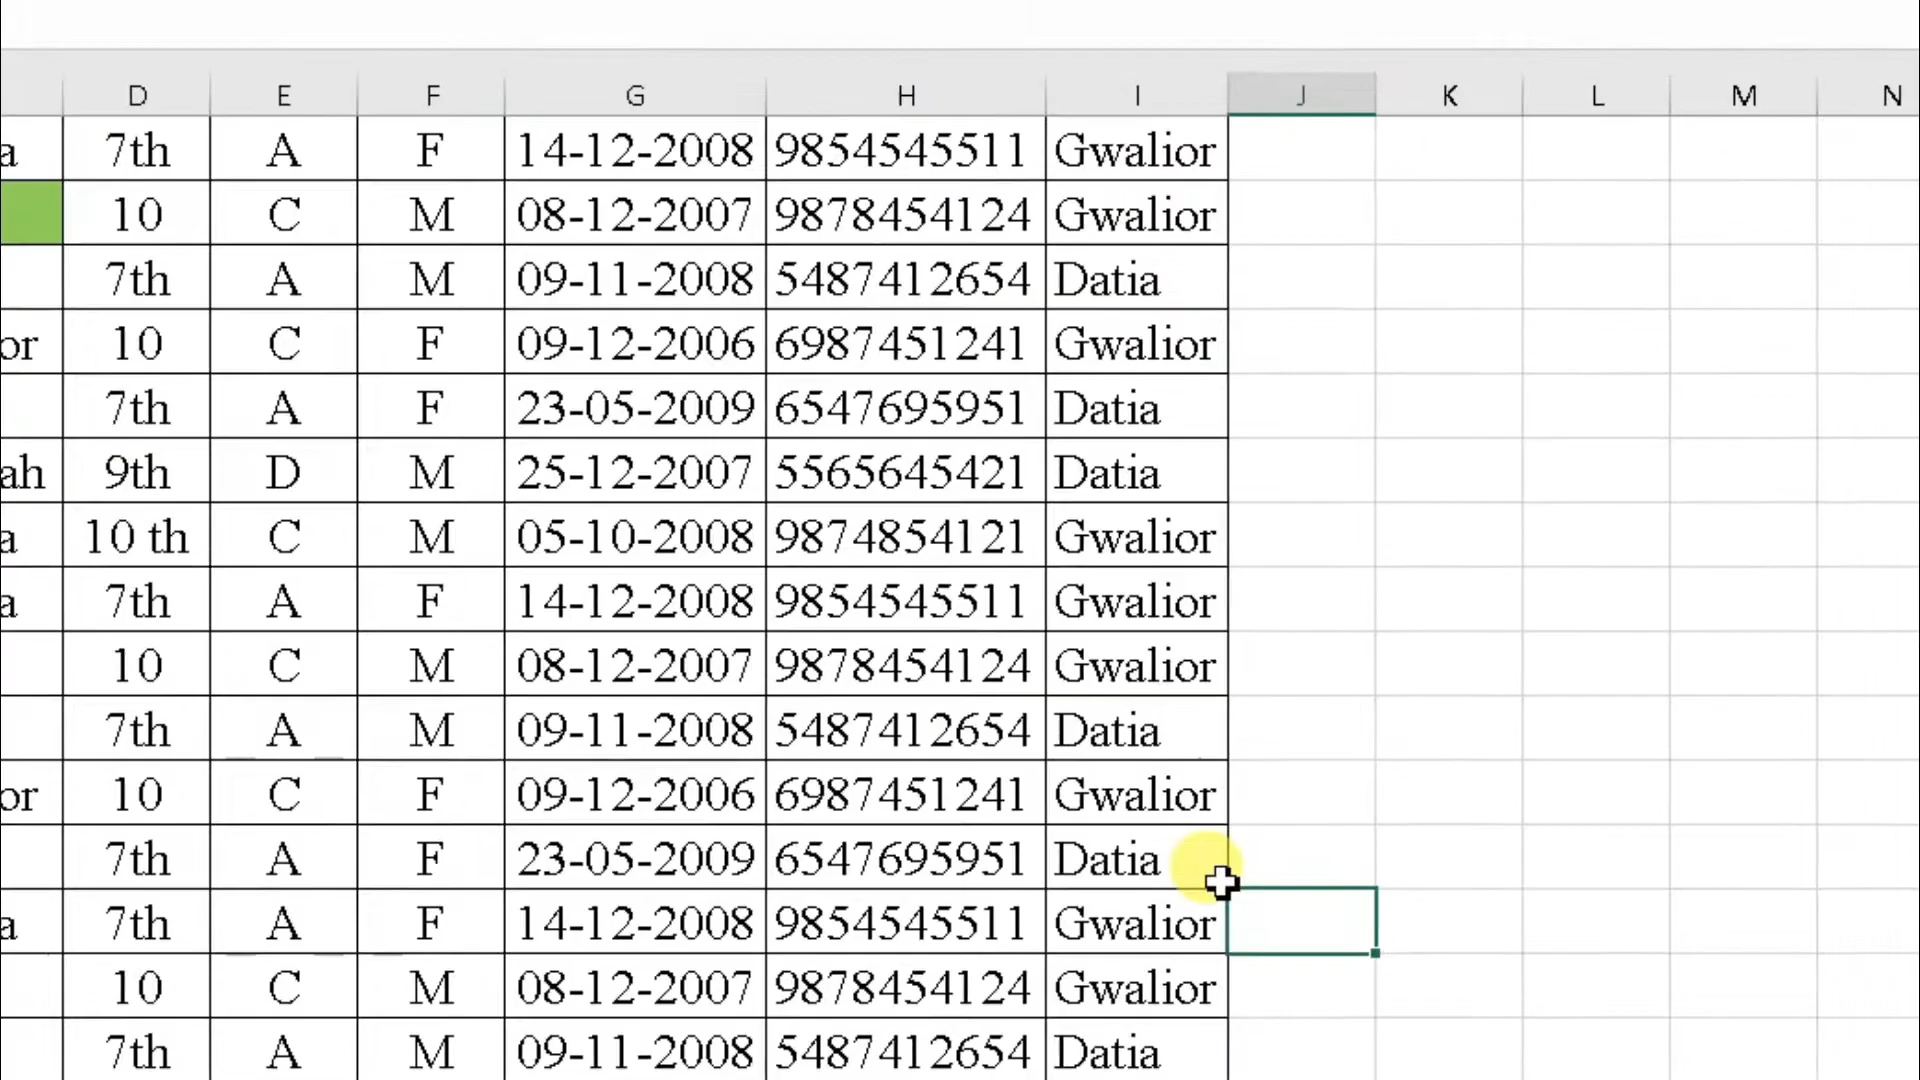 D E F G H I J K L M N
a 7th A F 14-12-2008 9854545511 Gwalior
10 C M 08-12-2007 9878454124 Gwalior
7th A M 09-11-2008 5487412654 Datia
or 10 C F 09-12-2006 6987451241 Gwalior
7th A F 23-05-2009 6547695951 Datia
ah 9th D M 25-12-2007 5565645421 Datia
a 10 th C M 05-10-2008 9874854121 Gwalior
a 7th A F 14-12-2008 9854545511 Gwalior
10 C M 08-12-2007 9878454124 Gwalior
7th A M 09-11-2008 5487412654 Datia
or 10 C F 09-12-2006 6987451241 Gwalior
7th A F 23-05-2009 6547695951 Datia
a 7th A F 14-12-2008 9854545511 Gwalior
10 C M 08-12-2007 9878454124 Gwalior
7th A M 09-11-2008 5487412654 Datia